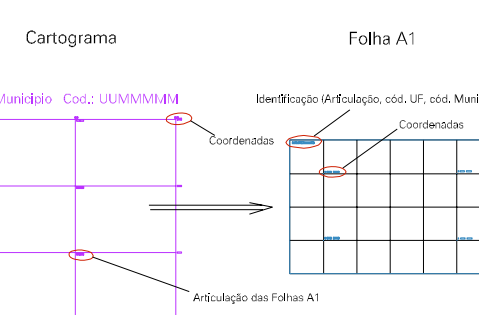 Cartograma
Folha A1
Municipio Cod.: UUMMMMM
Identificação (Articulação, cód. UF, cód. Muni
Coordenadas
Coordenadas
Articulação das Folhas A1